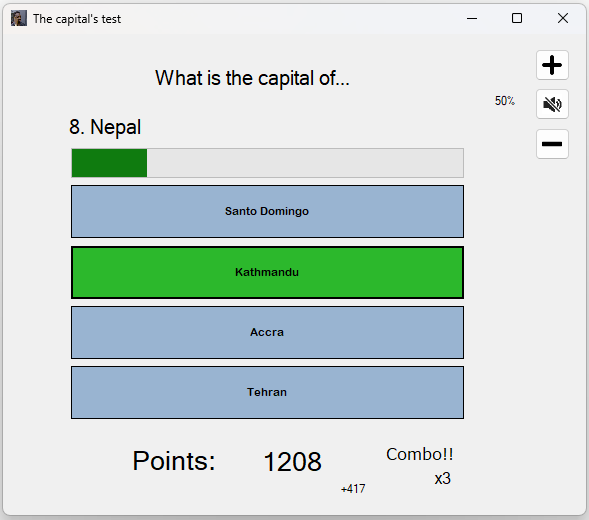 The capital's test
What is the capital of...
50%
8. Nepal
Santo Domingo
Kathmandu
Accra
Tehran
Points: 1208
Combo!!
x3
+417